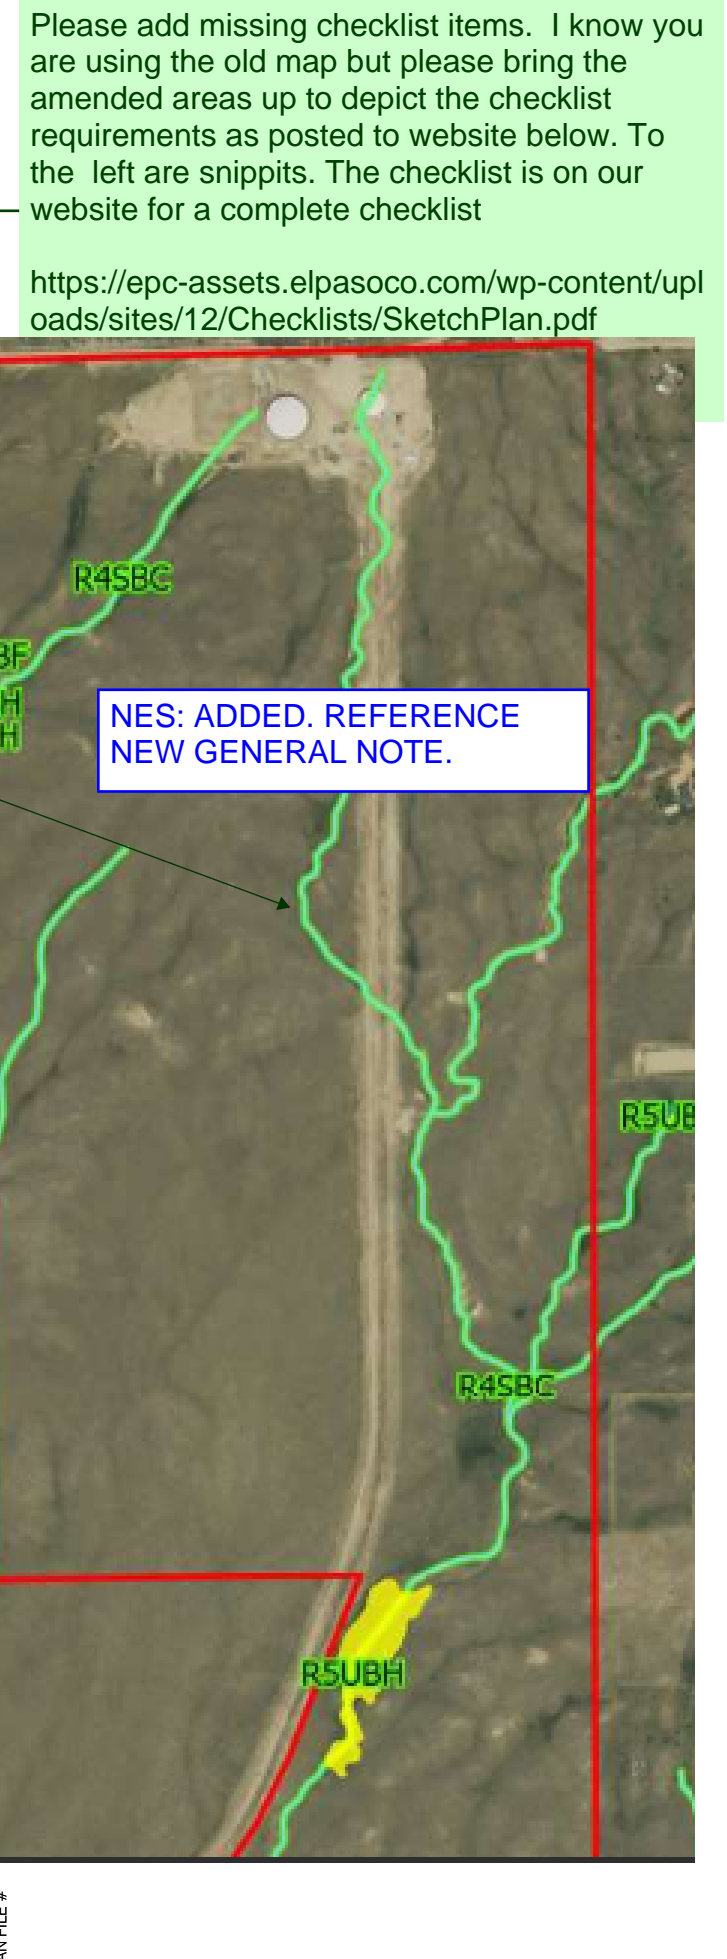 Please add missing checklist items.  I know you
are using the old map but please bring the
amended areas up to depict the checklist
requirements as posted to website below. To
the  left are snippits. The checklist is on our
website for a complete checklist
https://epc-assets.elpasoco.com/wp-content/upl
oads/sites/12/Checklists/SketchPlan.pdf
R4SBC
BF
H
H
NES: ADDED. REFERENCE
NEW GENERAL NOTE.
R5UB
R4SBC
R5UBH
AN FILE #